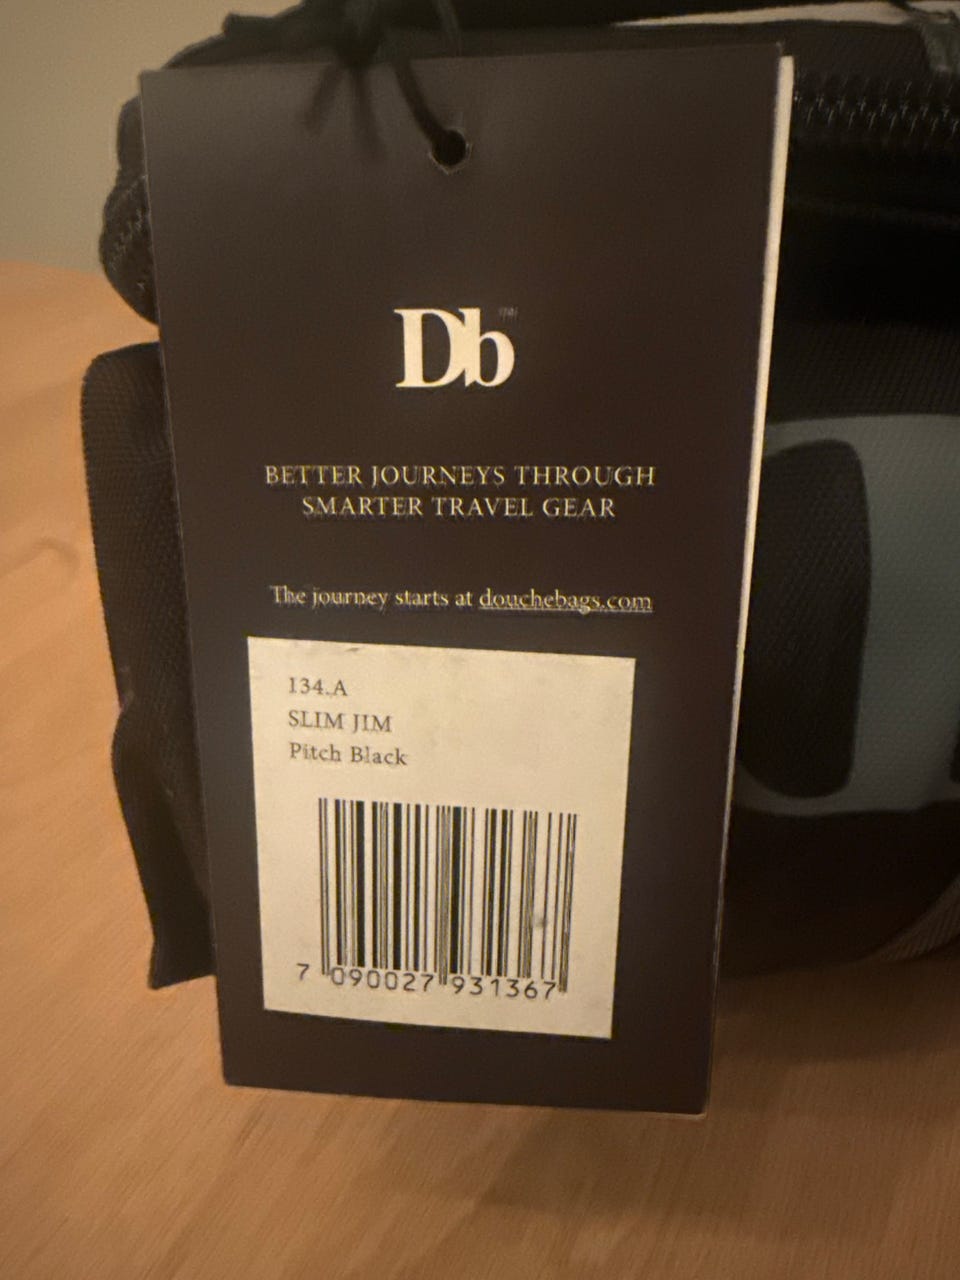 Db
BETTER JOURNEYS THROUGH
SMARTER TRAVEL GEAR
The journey starts at douchebags.com
134.A
SLIM JIM
Pitch Black
7 090027 931367